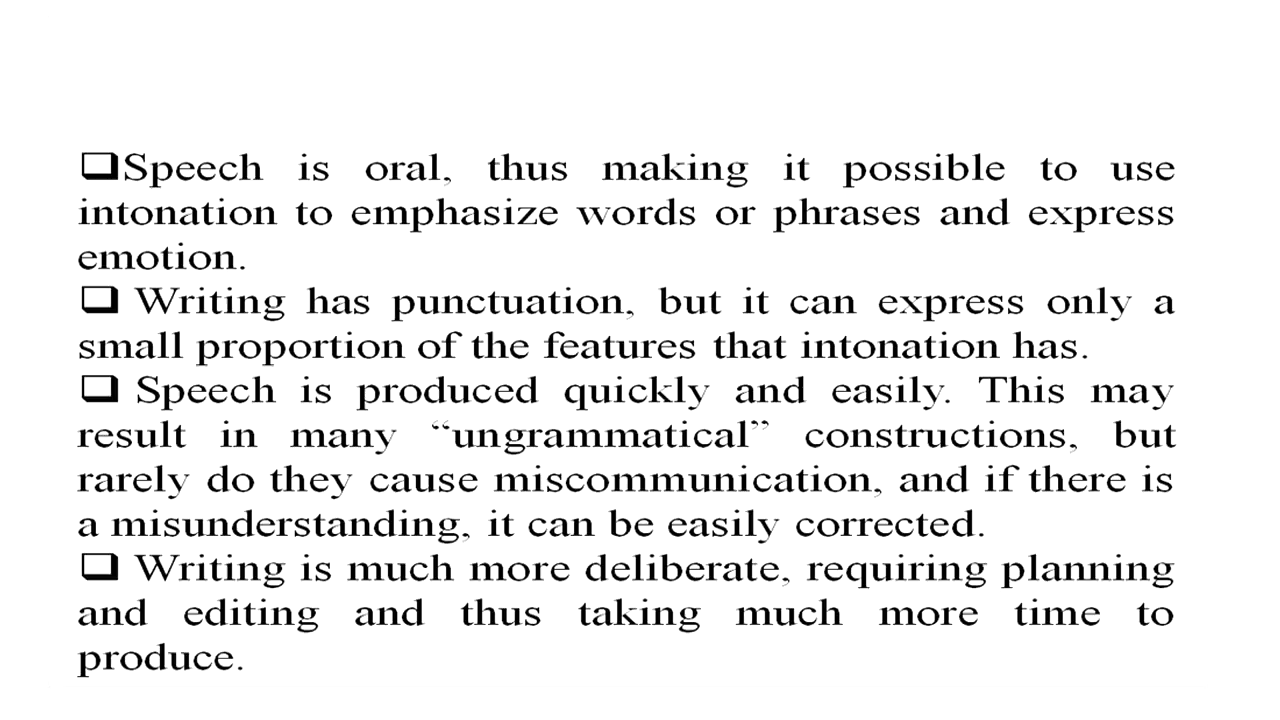 ❑Speech is oral, thus making it possible to use
intonation to emphasize words or phrases and express
emotion.
❑ Writing has punctuation, but it can express only a
small proportion of the features that intonation has.
❑ Speech is produced quickly and easily. This may
result in many “ungrammatical” constructions, but
rarely do they cause miscommunication, and if there is
a misunderstanding, it can be easily corrected.
❑ Writing is much more deliberate, requiring planning
and editing and thus taking much more time to
produce.